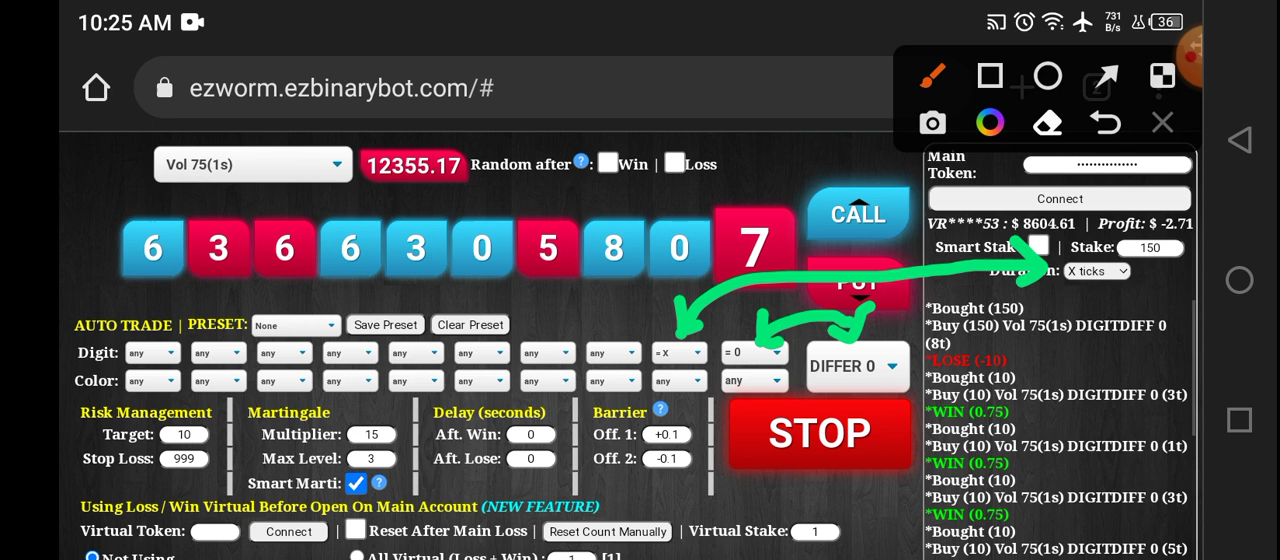 10:25 AM 731 B/s 36
ezworm.ezbinarybot.com/#
Vol 75(1s) 12355.17 Random after ? : Win | Loss
6 3 6 6 3 0 5 8 0 7
CALL
PUT
AUTO TRADE | PRESET: None Save Preset Clear Preset
Digit: any any any any any any any any = x = 0
Color: any any any any any any any any any any
DIFFER 0
STOP
Risk Management
Target: 10
Stop Loss: 999
Martingale
Multiplier: 15
Max Level: 3
Smart Marti: ?
Delay (seconds)
Aft. Win: 0
Aft. Lose: 0
Barrier ?
Off. 1: +0.1
Off. 2: -0.1
Using Loss / Win Virtual Before Open On Main Account (NEW FEATURE)
Virtual Token: Connect | Reset After Main Loss | Reset Count Manually | Virtual Stake: 1
Not Using All Virtual (Loss + Win) : 1 [1]
Main
Token: ••••••••••••••••
Connect
VR****53 : $ 8604.61 | Profit: $ -2.71
Smart Stak | Stake: 150
X ticks
*Bought (150)
*Buy (150) Vol 75(1s) DIGITDIFF 0
(8t)
*LOSE (-10)
*Bought (10)
*Buy (10) Vol 75(1s) DIGITDIFF 0 (3t)
*WIN (0.75)
*Bought (10)
*Buy (10) Vol 75(1s) DIGITDIFF 0 (1t)
*WIN (0.75)
*Bought (10)
*Buy (10) Vol 75(1s) DIGITDIFF 0 (3t)
*WIN (0.75)
*Bought (10)
*Buy (10) Vol 75(1s) DIGITDIFF 0 (5t)